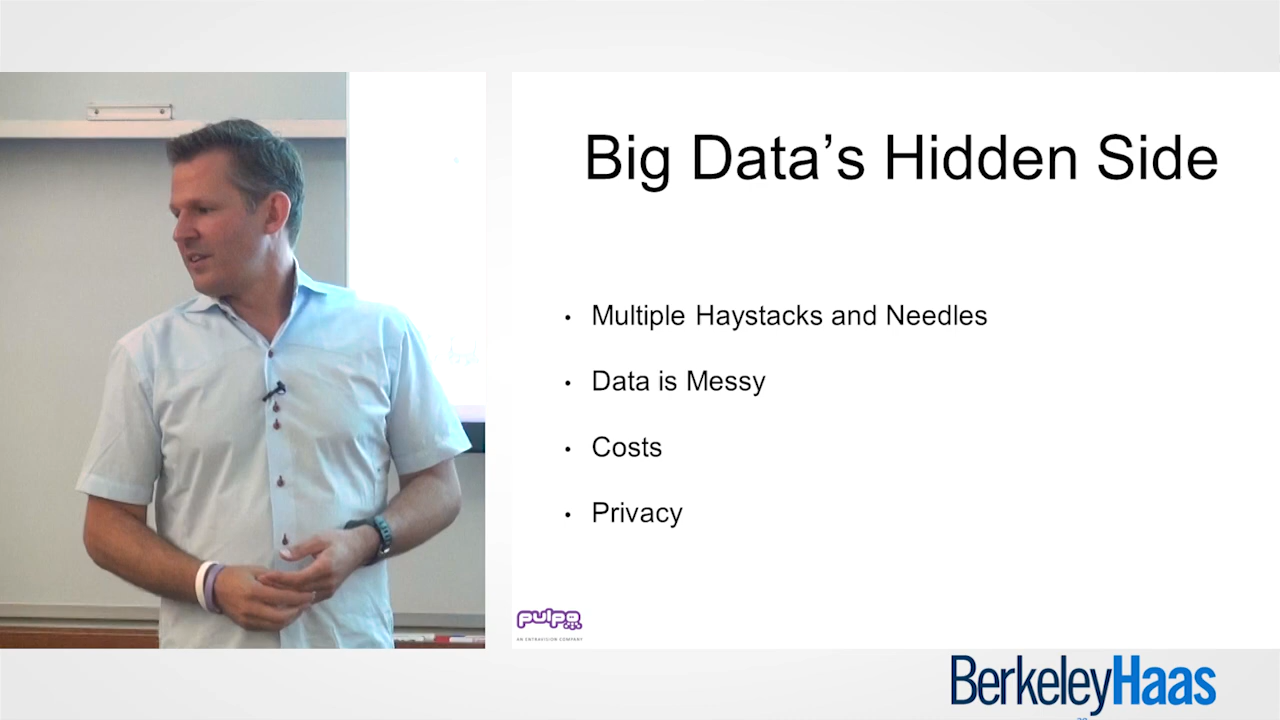 Big Data’s Hidden Side
• Multiple Haystacks and Needles
• Data is Messy
• Costs
• Privacy
pulpo
AN ENTRAVISION COMPANY
BerkeleyHaas